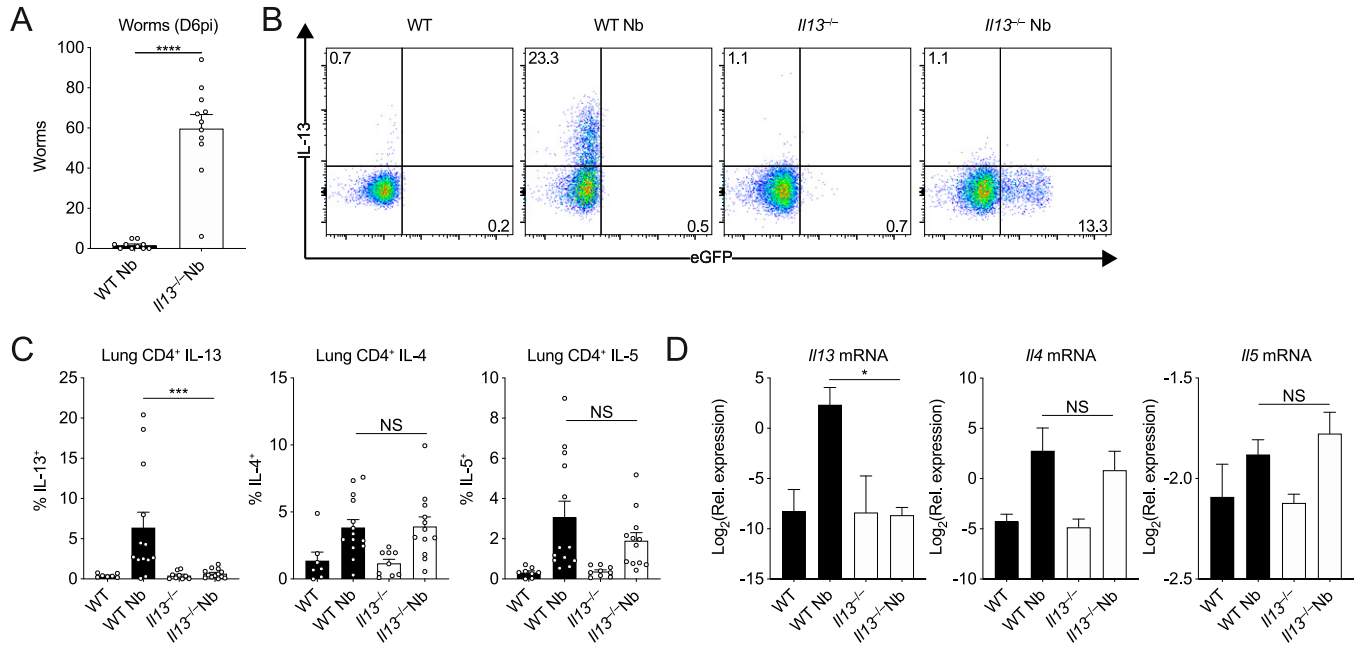 A
Worms (D6pi)
****
100
80
60
40
20
0
Worms
WT Nb
Il13–/–Nb
B
WT
WT Nb
Il13–/–
Il13–/– Nb
IL-13
0.7
0.2
23.3
0.5
1.1
0.7
1.1
13.3
eGFP
C
Lung CD4+ IL-13
25
20
15
10
5
0
% IL-13+
***
WT
WT Nb
Il13–/–
Il13–/–Nb
Lung CD4+ IL-4
15
10
5
0
% IL-4+
NS
WT
WT Nb
Il13–/–
Il13–/–Nb
Lung CD4+ IL-5
10
8
6
4
2
0
% IL-5+
NS
WT
WT Nb
Il13–/–
Il13–/–Nb
D
Il13 mRNA
5
0
-5
-10
-15
Log2(Rel. expression)
*
WT
WT Nb
Il13–/–
Il13–/–Nb
Il4 mRNA
10
5
0
-5
-10
Log2(Rel. expression)
NS
WT
WT Nb
Il13–/–
Il13–/–Nb
Il5 mRNA
-1.5
-2.0
-2.5
Log2(Rel. expression)
NS
WT
WT Nb
Il13–/–
Il13–/–Nb